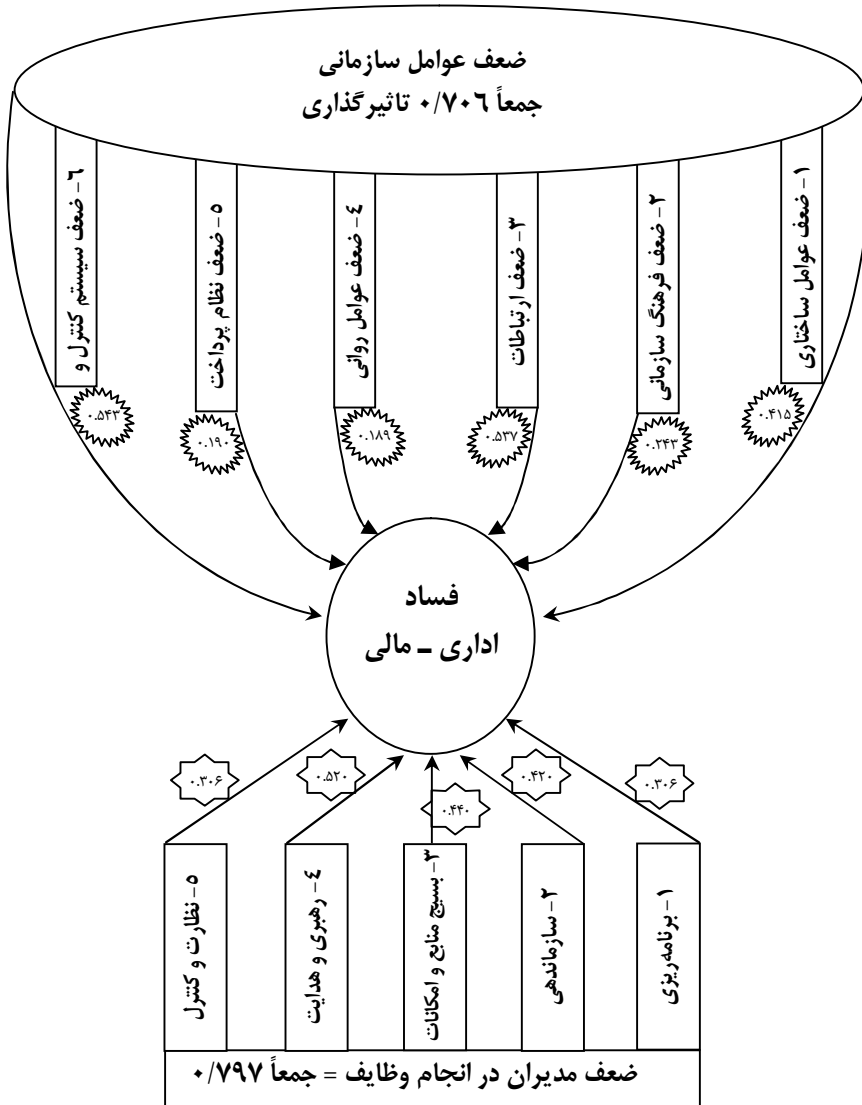 ضعف عوامل سازمانی
جمعاً ۰/۷۰۶ تاثیرگذاری
۱- ضعف عوامل ساختاری
۲- ضعف فرهنگ سازمانی
۳- ضعف ارتباطات
۴- ضعف عوامل روانی
۵- ضعف نظام پرداخت
۶- ضعف سیستم کنترل و
۰.۴۱۵
۰.۲۴۳
۰.۵۳۷
۰.۱۸۹
۰.۱۹۰
۰.۵۴۳
فساد
اداری ـ مالی
۰.۳۰۶
۰.۴۲۰
۰.۴۴۰
۰.۵۲۰
۰.۳۰۶
۱- برنامه‌ریزی
۲- سازماندهی
۳- بسیج منابع و امکانات
۴- رهبری و هدایت
۵- نظارت و کنترل
ضعف مدیران در انجام وظایف = جمعاً ۰/۷۹۷